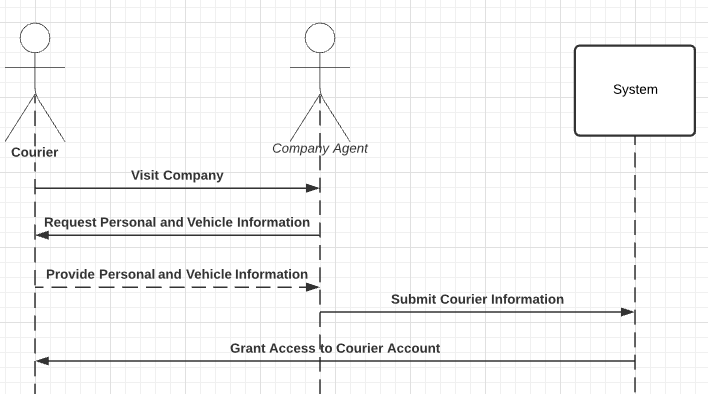 System
Courier
Company Agent
Visit Company
Request Personal and Vehicle Information
Provide Personal and Vehicle Information
Submit Courier Information
Grant Access to Courier Account